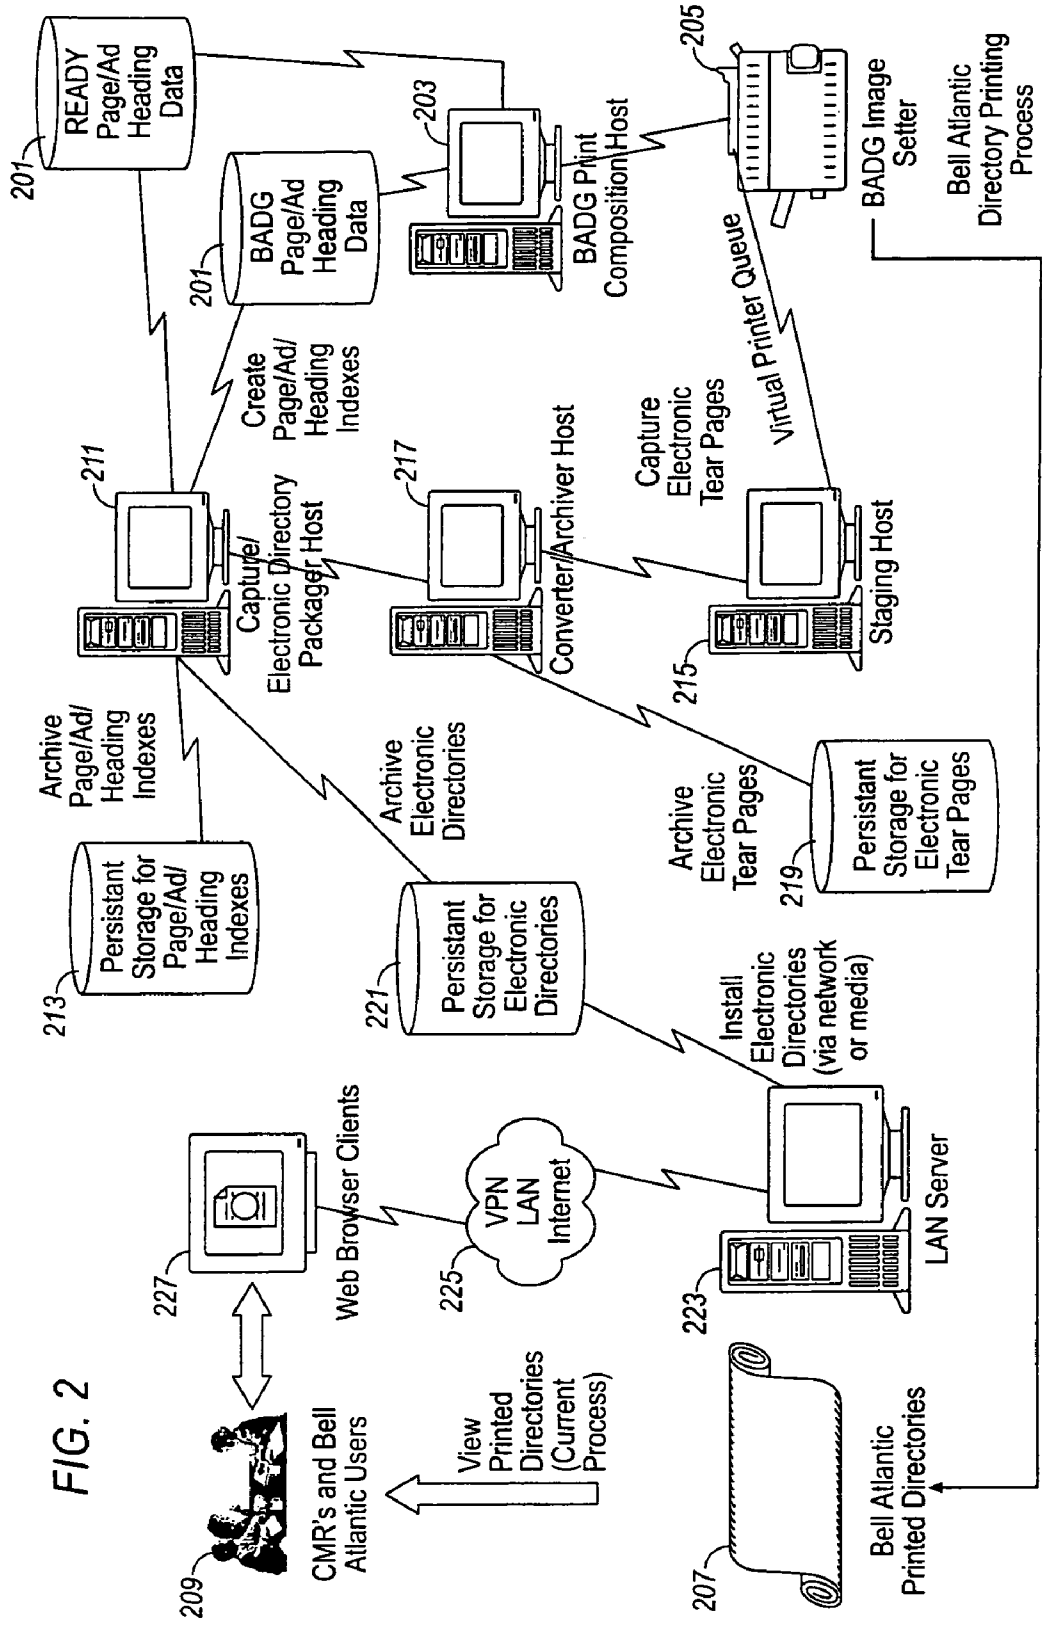 FIG. 2
209
CMR's and Bell
Atlantic Users
227
Web Browser Clients
View
Printed
Directories
(Current
Process)
207
Bell Atlantic
Printed Directories
225
VPN
LAN
Internet
223
LAN Server
213
Persistant
Storage for
Page/Ad/
Heading
Indexes
Archive
Page/Ad/
Heading
Indexes
221
Persistant
Storage for
Electronic
Directories
Archive
Electronic
Directories
Install
Electronic
Directories
(via network
or media)
219
Persistant
Storage for
Electronic
Tear Pages
Archive
Electronic
Tear Pages
211
Capture/
Electronic Directory
Packager Host
217
Converter/Archiver Host
215
Staging Host
Create
Page/Ad/
Heading
Indexes
Capture
Electronic
Tear Pages
Virtual Printer Queue
201
READY
Page/Ad
Heading
Data
201
BADG
Page/Ad
Heading
Data
203
BADG Print
Composition Host
205
BADG Image
Setter
Bell Atlantic
Directory Printing
Process